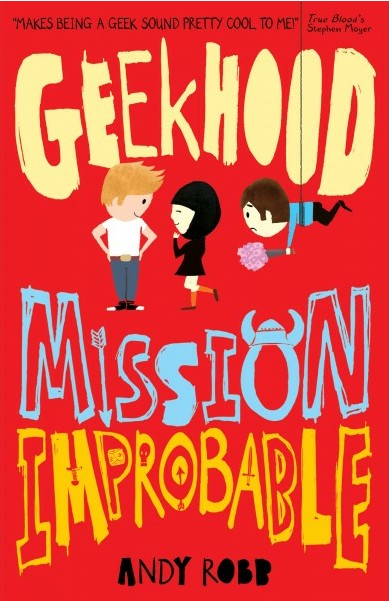 "MAKES BEING A GEEK SOUND PRETTY COOL TO ME!" True Blood's
Stephen Moyer
GEEKHOOD
MISSION
IMPROBABLE
ANDY ROBB